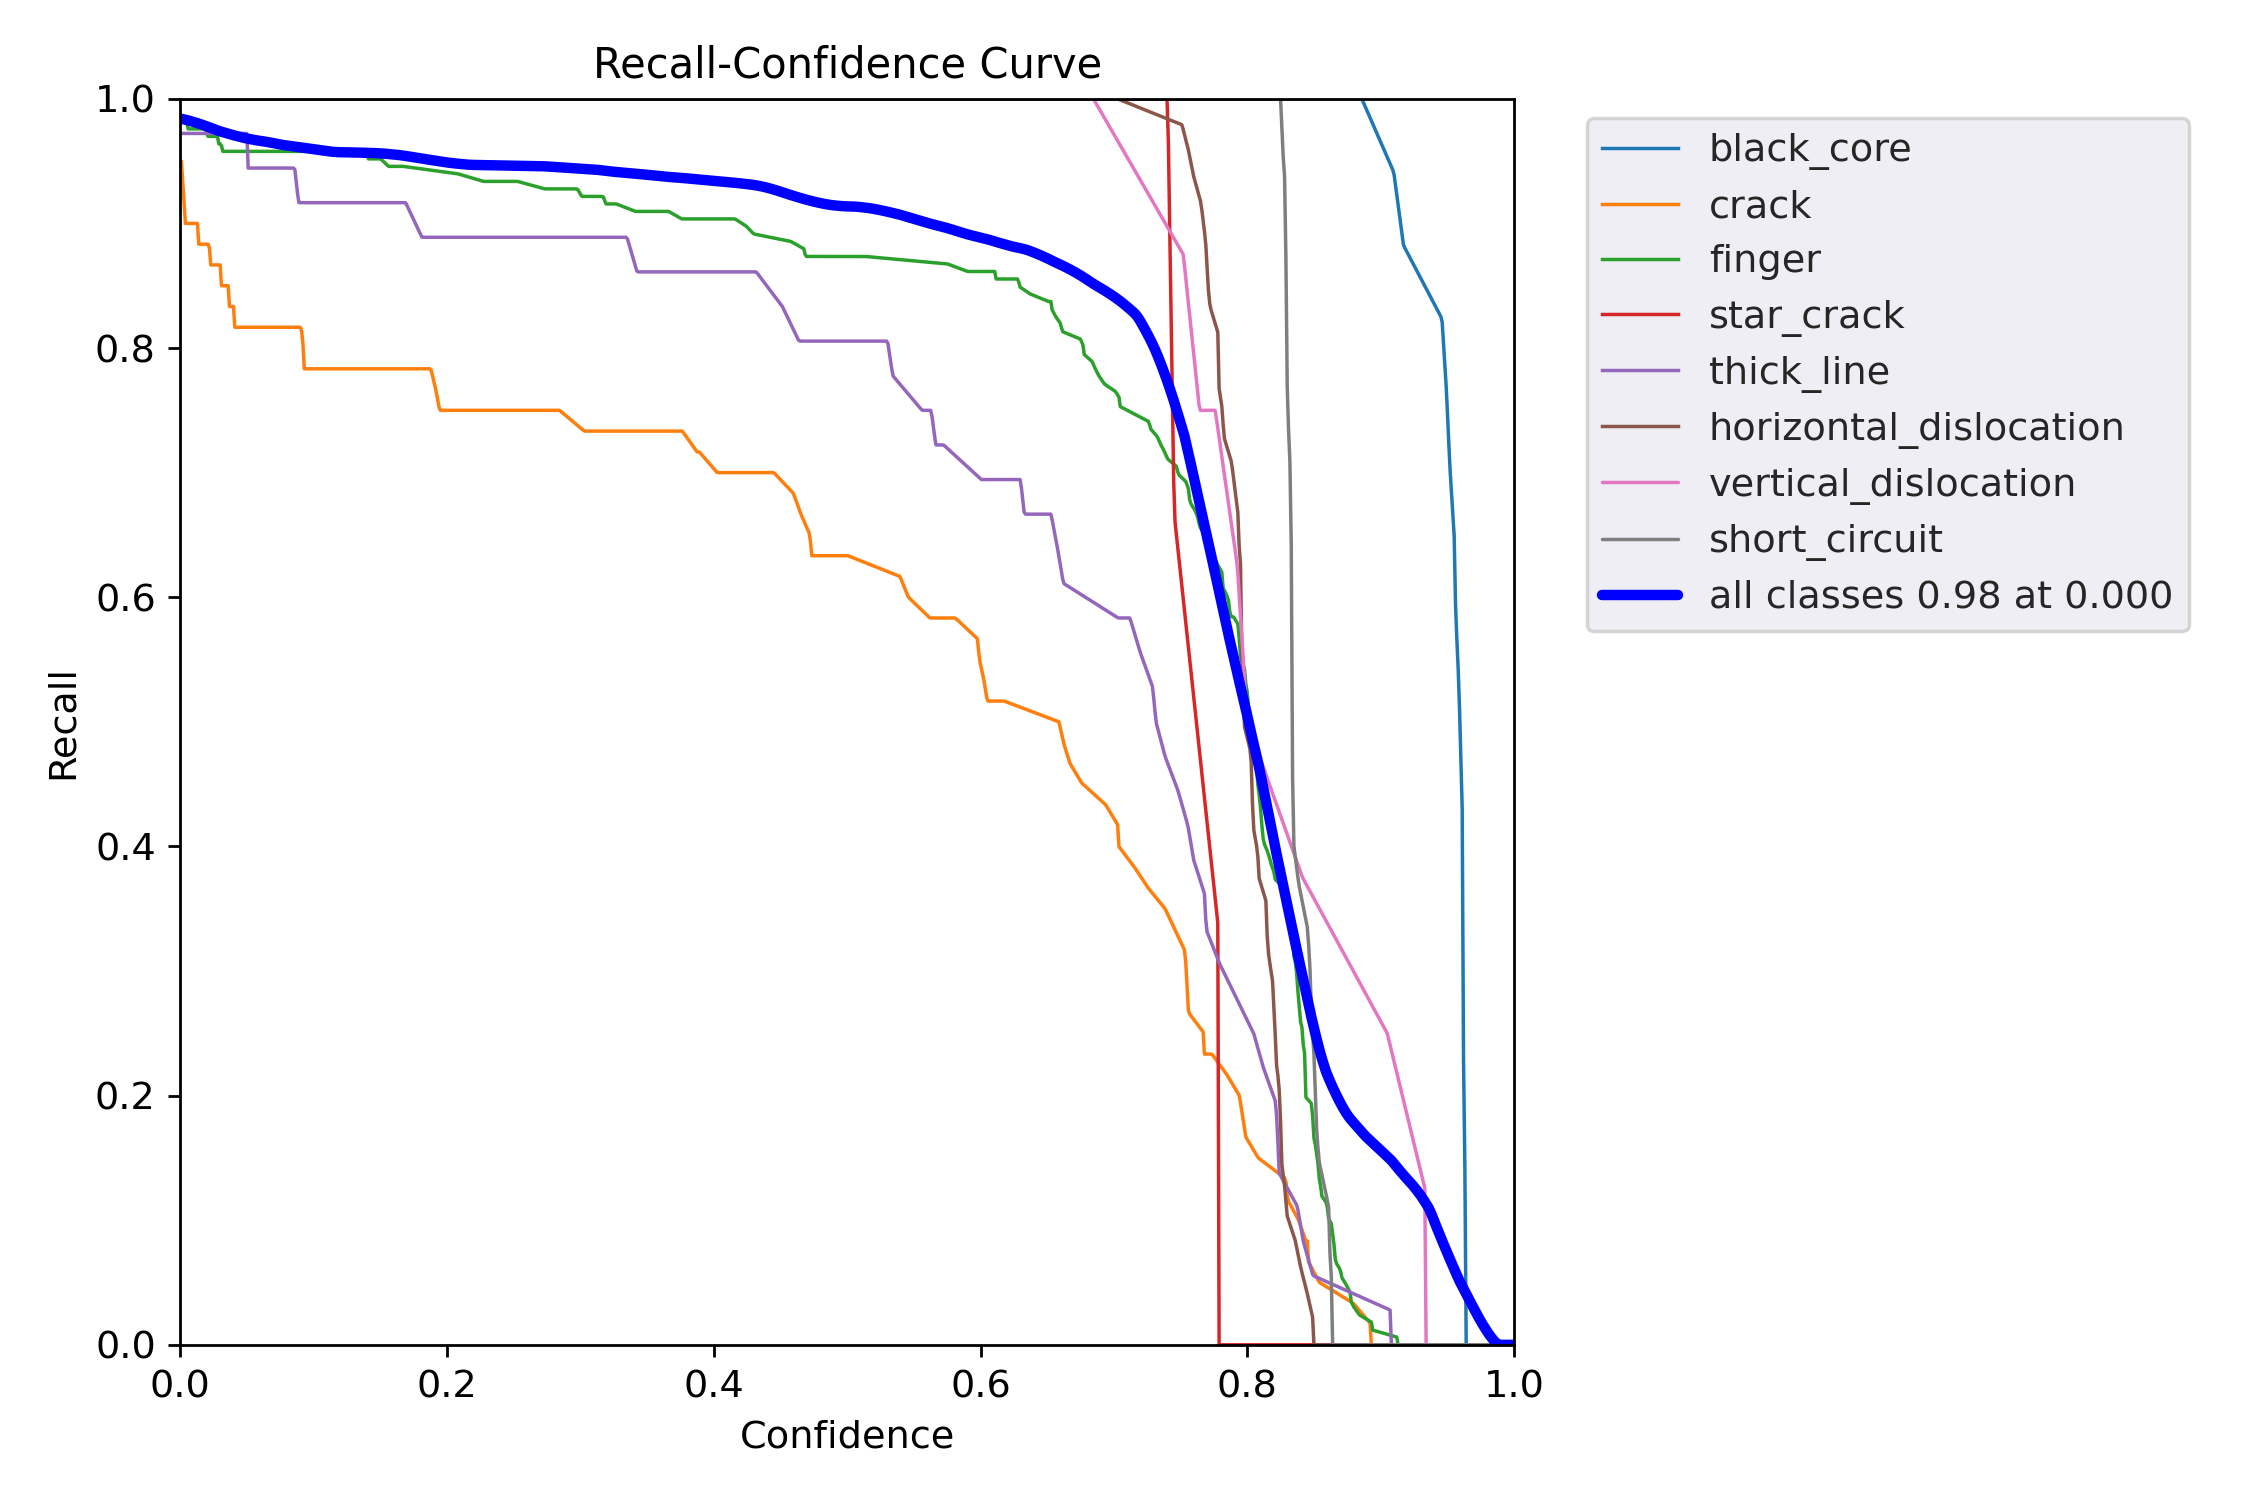 Recall-Confidence Curve
1.0
0.8
0.6
0.4
0.2
0.0
Recall
0.0 0.2 0.4 0.6 0.8 1.0
Confidence
black_core
crack
finger
star_crack
thick_line
horizontal_dislocation
vertical_dislocation
short_circuit
all classes 0.98 at 0.000